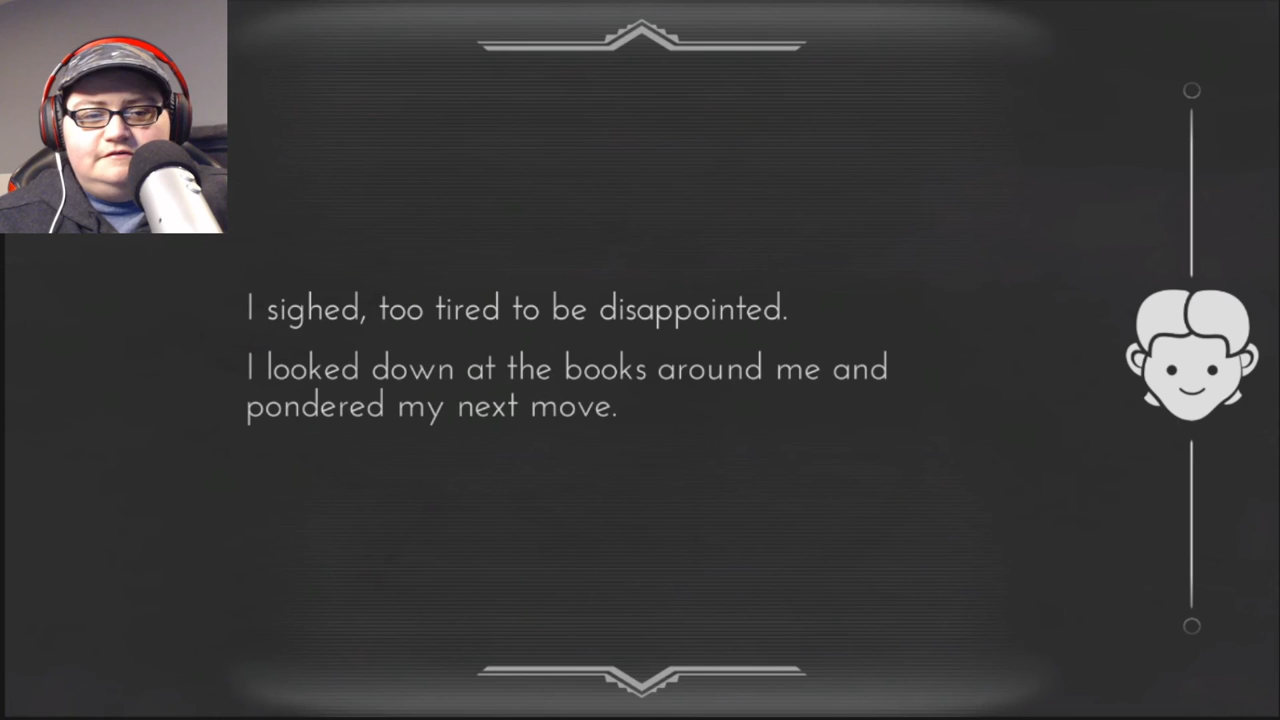 I sighed, too tired to be disappointed.
I looked down at the books around me and
pondered my next move.